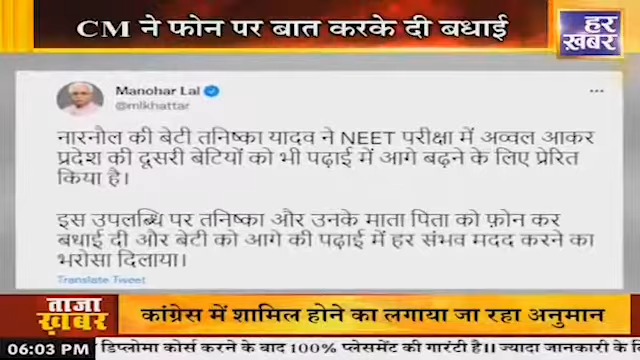 CM ने फोन पर बात करके दी बधाई
हर
ख़बर
Manohar Lal
@mlkhattar
नारनौल की बेटी तनिष्का यादव ने NEET परीक्षा में अव्वल आकर
प्रदेश की दूसरी बेटियों को भी पढ़ाई में आगे बढ़ने के लिए प्रेरित
किया है।
इस उपलब्धि पर तनिष्का और उनके माता पिता को फ़ोन कर
बधाई दी और बेटी को आगे की पढ़ाई में हर संभव मदद करने का
भरोसा दिलाया।
Translate Tweet
ताजा
ख़बर
कांग्रेस में शामिल होने का लगाया जा रहा अनुमान
06:03 PM
डिप्लोमा कोर्स करने के बाद 100% प्लेसमेंट की गारंटी है।। ज्यादा जानकारी के